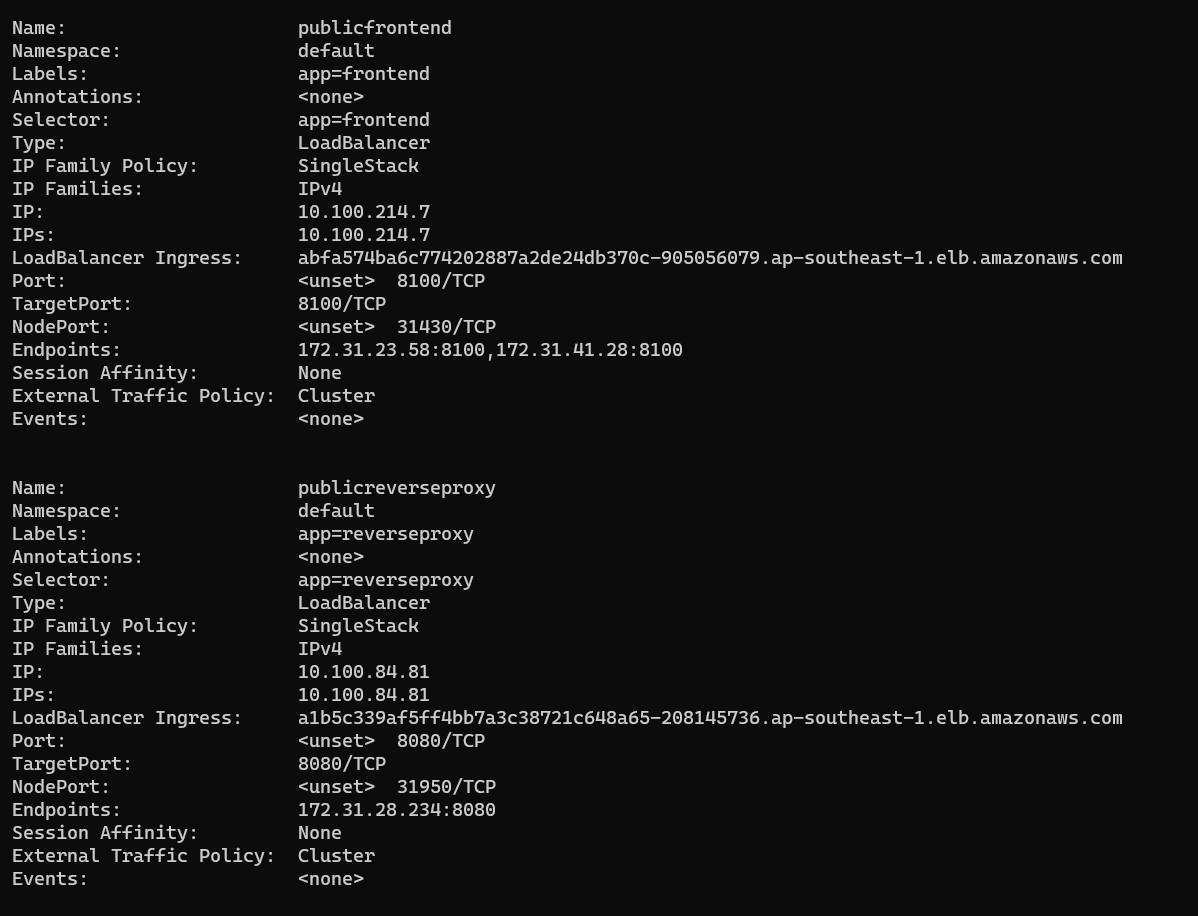 Name:                     publicfrontend
Namespace:                default
Labels:                   app=frontend
Annotations:              <none>
Selector:                 app=frontend
Type:                     LoadBalancer
IP Family Policy:         SingleStack
IP Families:              IPv4
IP:                       10.100.214.7
IPs:                      10.100.214.7
LoadBalancer Ingress:     abfa574ba6c774202887a2de24db370c-905056079.ap-southeast-1.elb.amazonaws.com
Port:                     <unset>  8100/TCP
TargetPort:               8100/TCP
NodePort:                 <unset>  31430/TCP
Endpoints:                172.31.23.58:8100,172.31.41.28:8100
Session Affinity:         None
External Traffic Policy:  Cluster
Events:                   <none>
Name:                     publicreverseproxy
Namespace:                default
Labels:                   app=reverseproxy
Annotations:              <none>
Selector:                 app=reverseproxy
Type:                     LoadBalancer
IP Family Policy:         SingleStack
IP Families:              IPv4
IP:                       10.100.84.81
IPs:                      10.100.84.81
LoadBalancer Ingress:     a1b5c339af5ff4bb7a3c38721c648a65-208145736.ap-southeast-1.elb.amazonaws.com
Port:                     <unset>  8080/TCP
TargetPort:               8080/TCP
NodePort:                 <unset>  31950/TCP
Endpoints:                172.31.28.234:8080
Session Affinity:         None
External Traffic Policy:  Cluster
Events:                   <none>